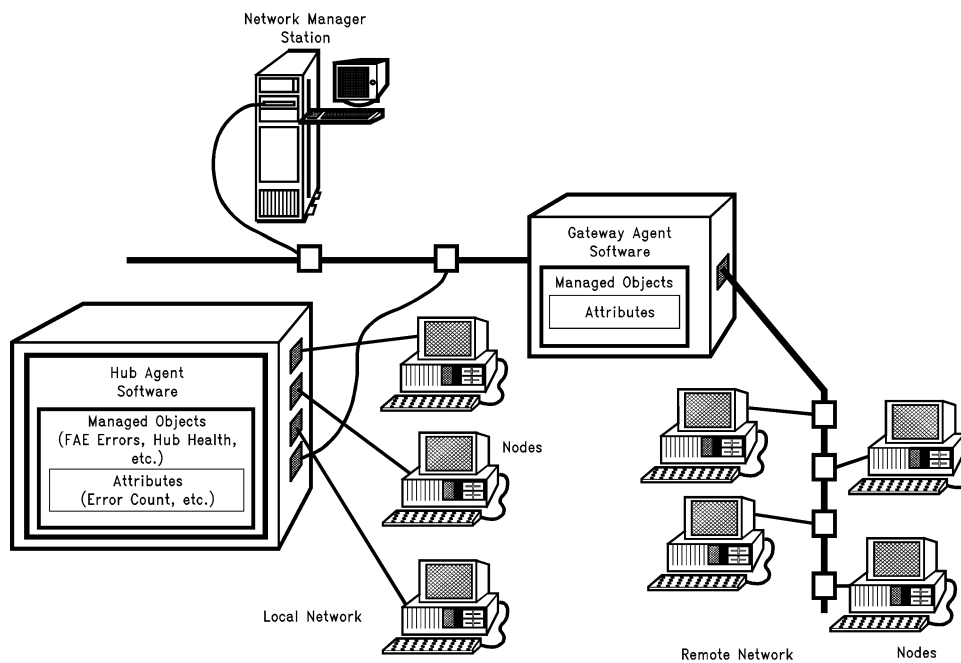 Network Manager
Station
Gateway Agent
Software
Managed Objects
Attributes
Hub Agent
Software
Managed Objects
(FAE Errors, Hub Health,
etc.)
Attributes
(Error Count, etc.)
Nodes
Local Network
Remote Network
Nodes